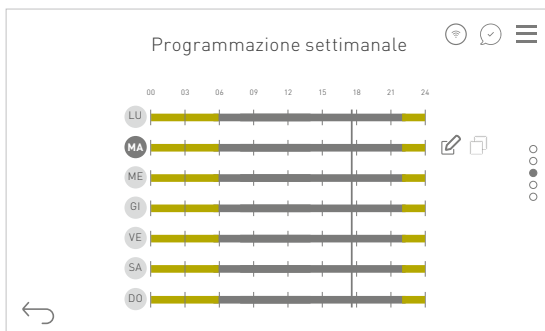 Programmazione settimanale
00 03 06 09 12 15 18 21 24
LU
MA
ME
GI
VE
SA
DO